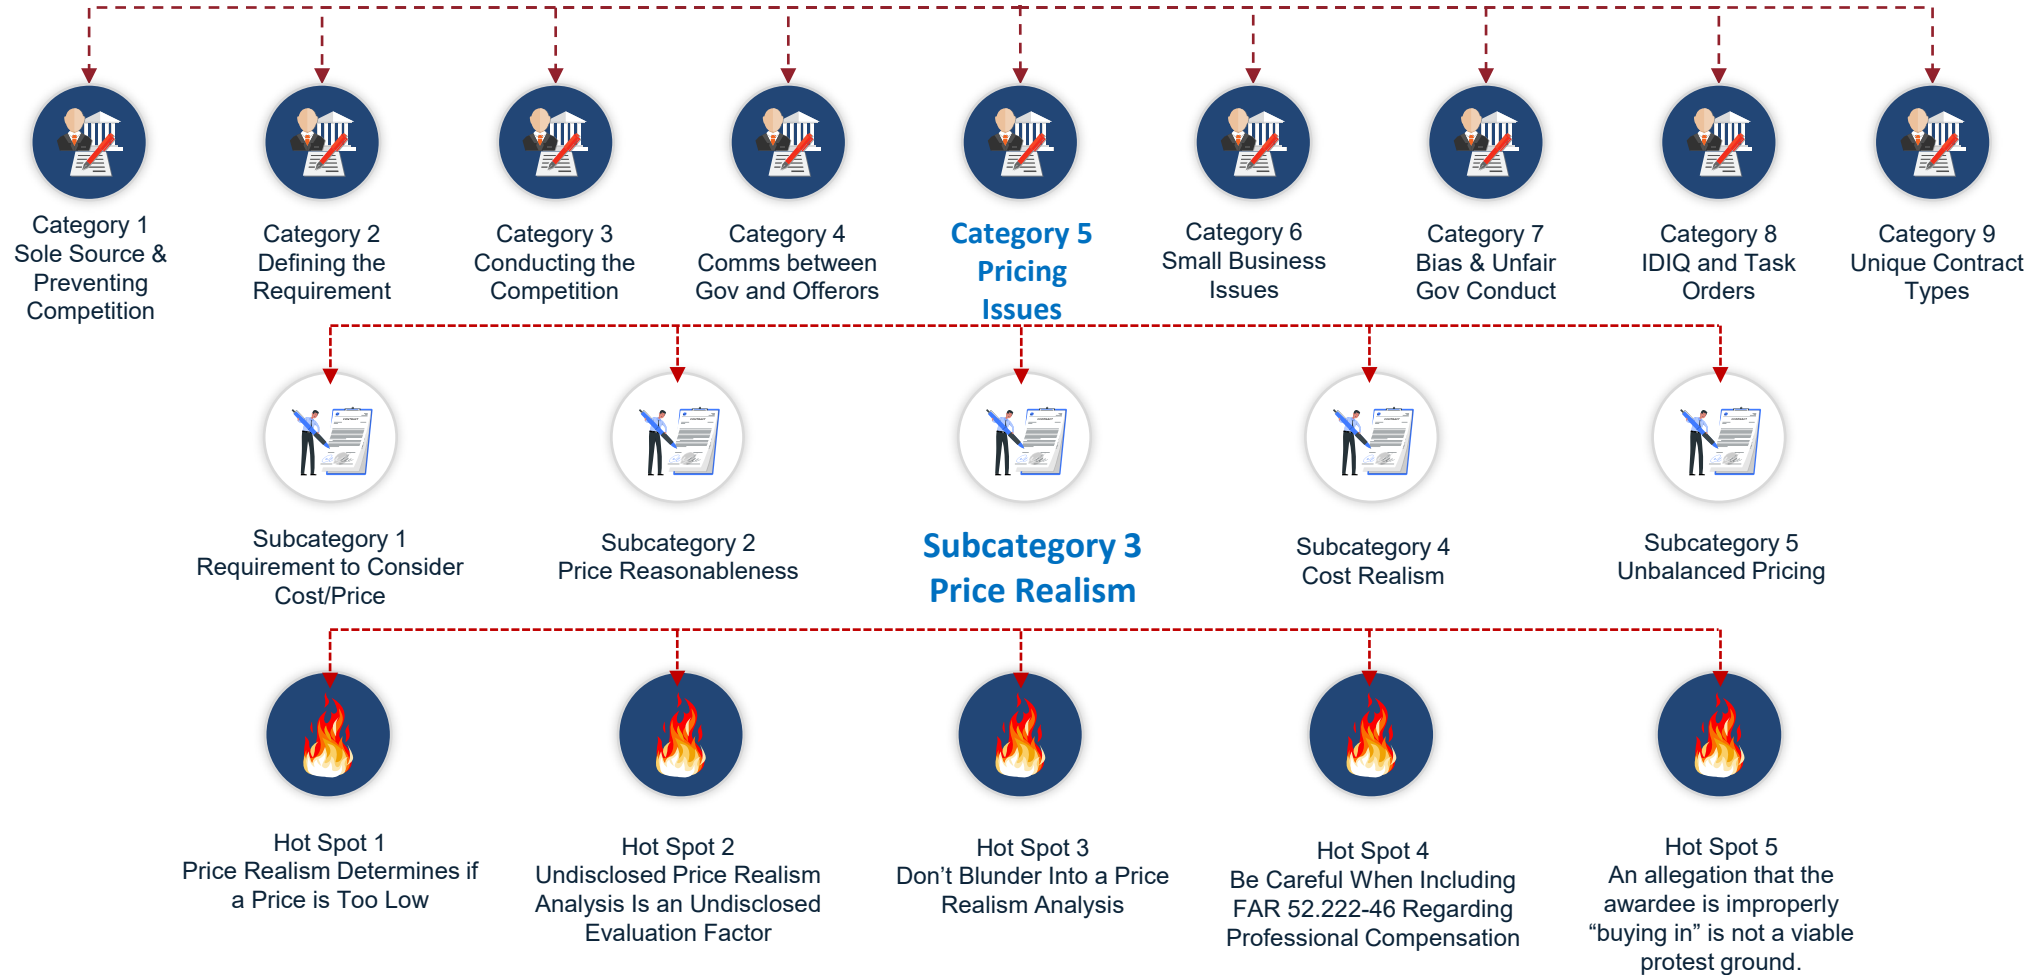 Category 1
Sole Source &
Preventing
Competition
Category 2
Defining the
Requirement
Category 3
Conducting the
Competition
Category 4
Comms between
Gov and Offerors
Category 5
Pricing
Issues
Category 6
Small Business
Issues
Category 7
Bias & Unfair
Gov Conduct
Category 8
IDIQ and Task
Orders
Category 9
Unique Contract
Types
Subcategory 1
Requirement to Consider
Cost/Price
Subcategory 2
Price Reasonableness
Subcategory 3
Price Realism
Subcategory 4
Cost Realism
Subcategory 5
Unbalanced Pricing
Hot Spot 1
Price Realism Determines if
a Price is Too Low
Hot Spot 2
Undisclosed Price Realism
Analysis Is an Undisclosed
Evaluation Factor
Hot Spot 3
Don’t Blunder Into a Price
Realism Analysis
Hot Spot 4
Be Careful When Including
FAR 52.222-46 Regarding
Professional Compensation
Hot Spot 5
An allegation that the
awardee is improperly
“buying in” is not a viable
protest ground.